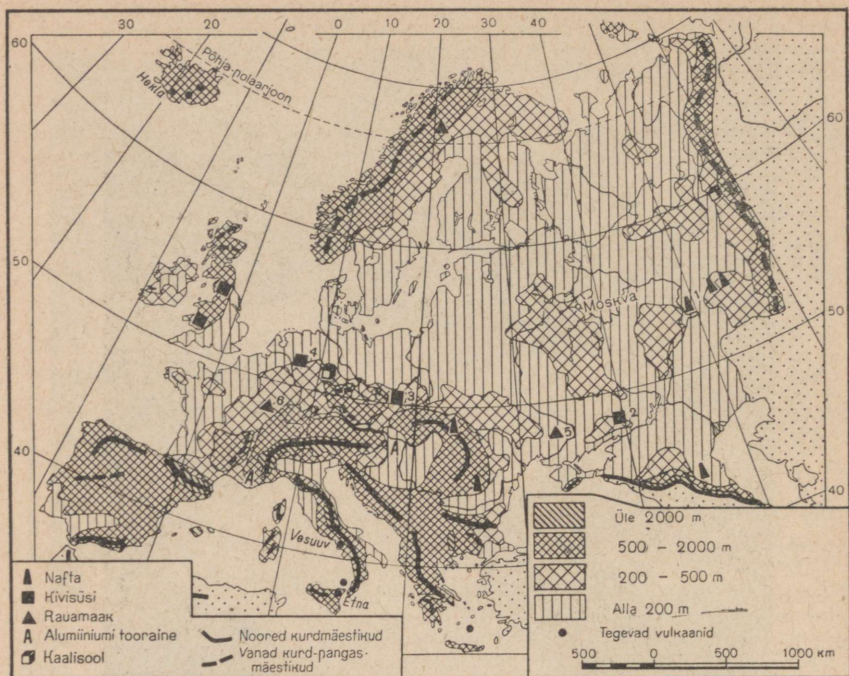 30
20
10
0
10
20
30
40
60
Põhja-polaarjoon
Hekla
60
50
Moskva
1
50
4
3
2
6
5
40
A
A
40
Vesuuv
Etna
Nafta
Kivisüsi
Rauamaak
A Alumiiniumi tooraine
Kaalisool
Noored kurdmäestikud
Vanad kurd-pangas-
mäestikud
Üle 2000 m
500 – 2000 m
200 – 500 m
Alla 200 m
Tegevad vulkaanid
500 0 500 1000 км